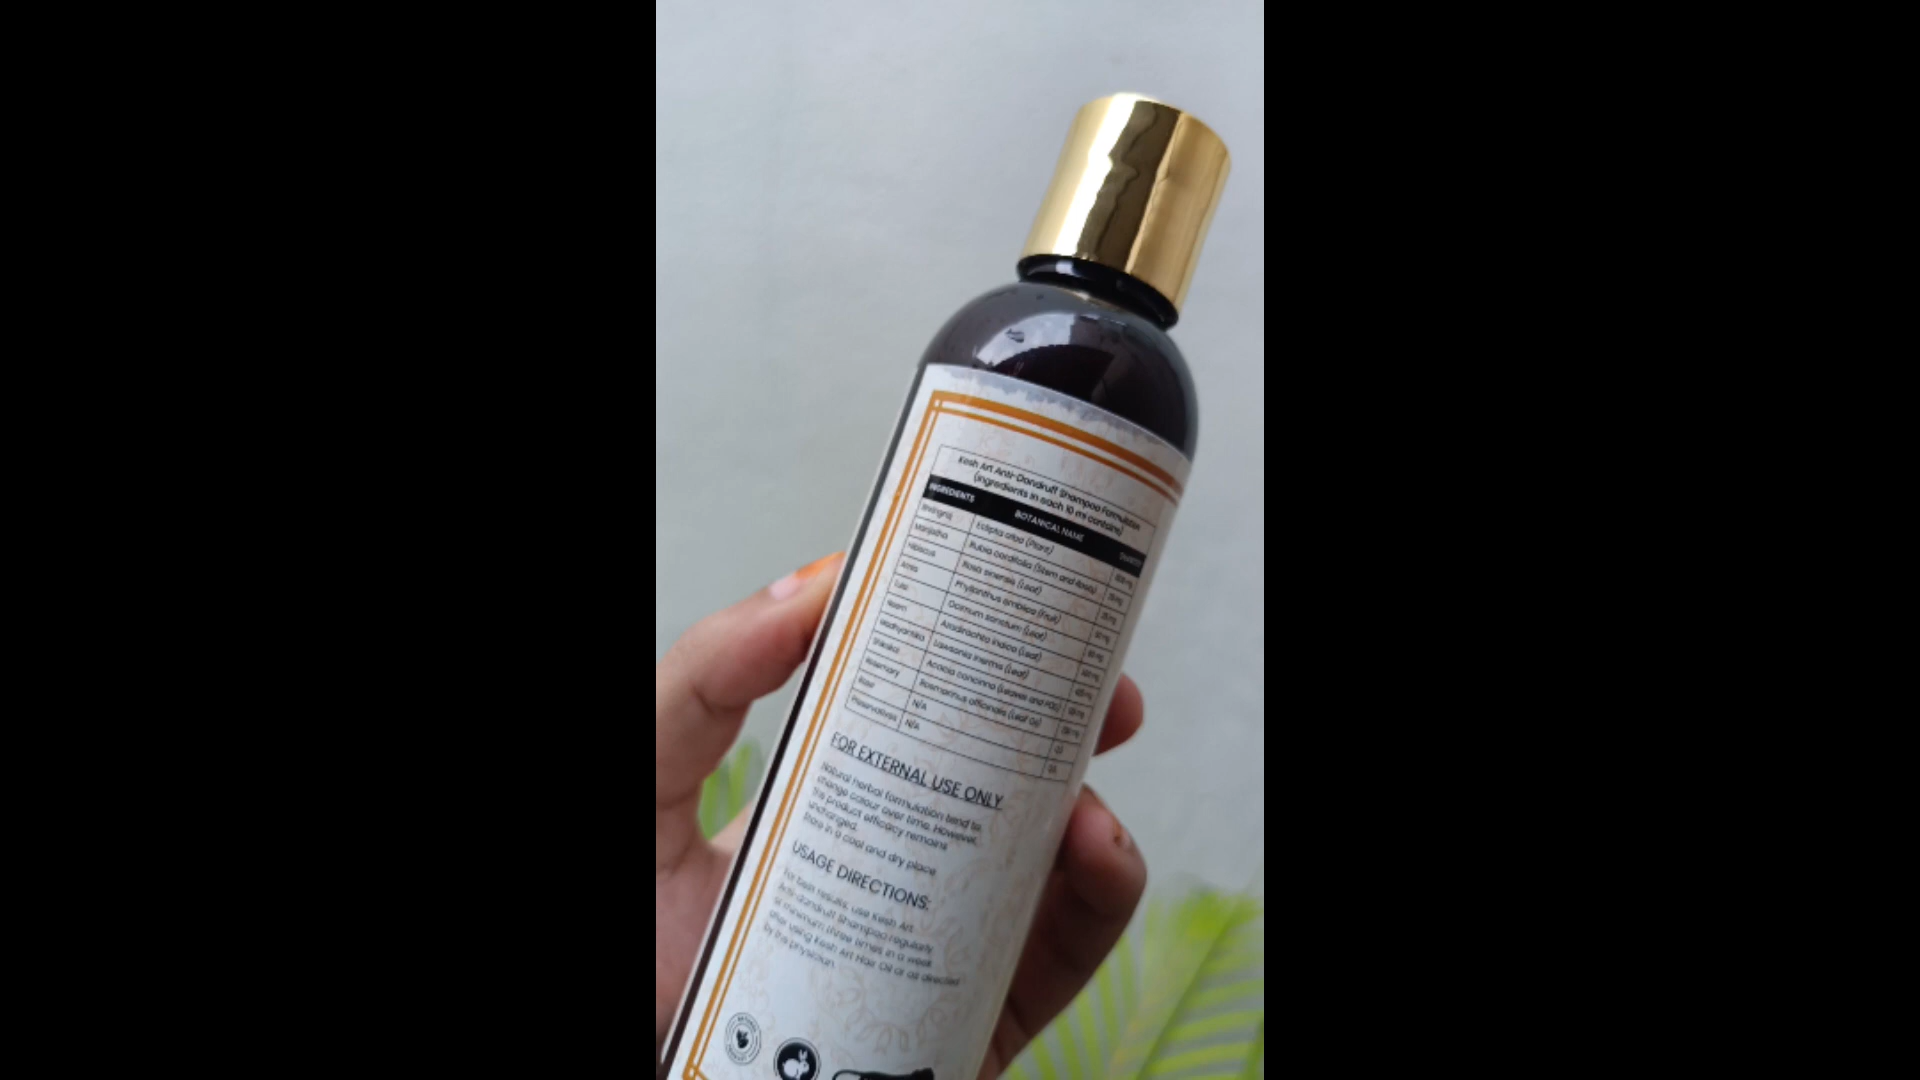 Kesh Art Anti-Dandruff Shampoo Formulation
(Ingredients in each 10 ml contains)
INGREDIENTS BOTANICAL NAME
Eclipta alba (Plant)
Manjistha Rubia cordifolia (Stem and Roots)
Hibiscus Rosa sinensis (Leaf)
Amla Phyllanthus emblica (Fruit)
Tulsi Ocimum sanctum (Leaf)
Neem Azadirachta indica (Leaf)
Madhyantika Lawsonia inermis (Leaf)
Shikakai Acacia concinna (Leaves and POD)
Rosemary Rosmarinus officinalis (Leaf Oil)
Base N/A
Preservatives N/A
FOR EXTERNAL USE ONLY
Natural herbal formulation tend to
change colour over time. However,
the product efficacy remains
unchanged.
Store in a cool and dry place
USAGE DIRECTIONS:
For best results, use Kesh Art
Anti-dandruff Shampoo regularly
at minimum three times in a week
after using Kesh Art Hair Oil or as directed
by the physician.